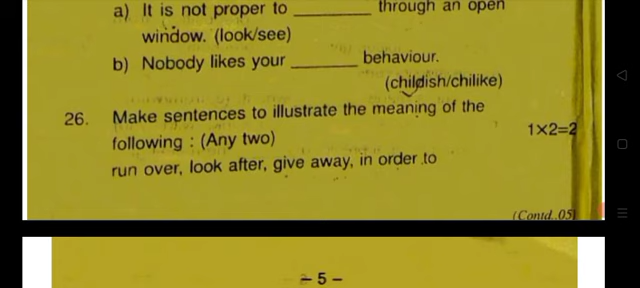 a) It is not proper to ________ through an open
window. (look/see)
b) Nobody likes your ________ behaviour.
(childish/chilike)
26. Make sentences to illustrate the meaning of the
following : (Any two) 1×2=2
run over, look after, give away, in order to
(Contd..05)
– 5 –